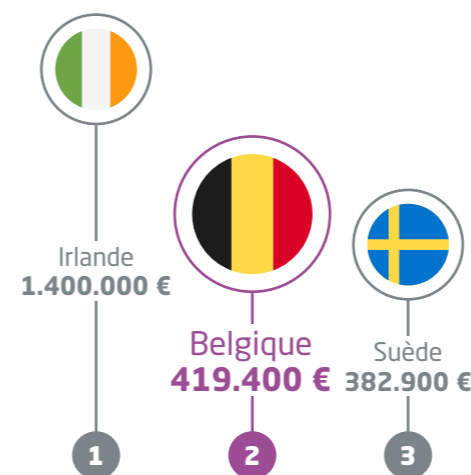 Irlande
1.400.000 €
1
Belgique
419.400 €
2
Suède
382.900 €
3